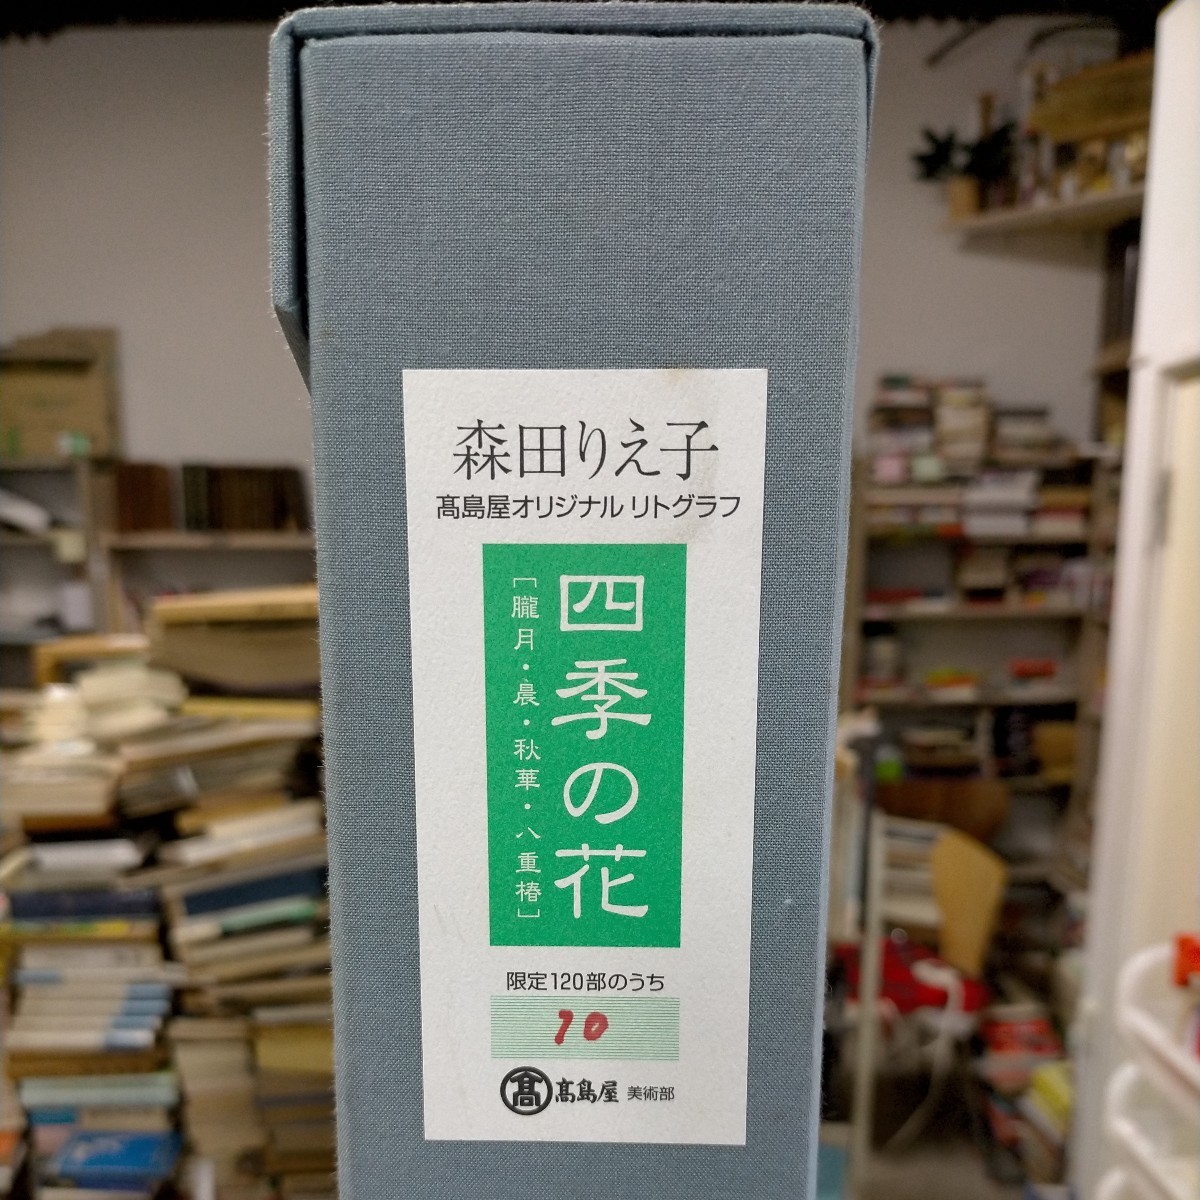 森田りえ子
髙島屋オリジナル リトグラフ
四季の花
［朧月・晨・秋華・八重椿］
限定120部のうち
70
髙 髙島屋 美術部